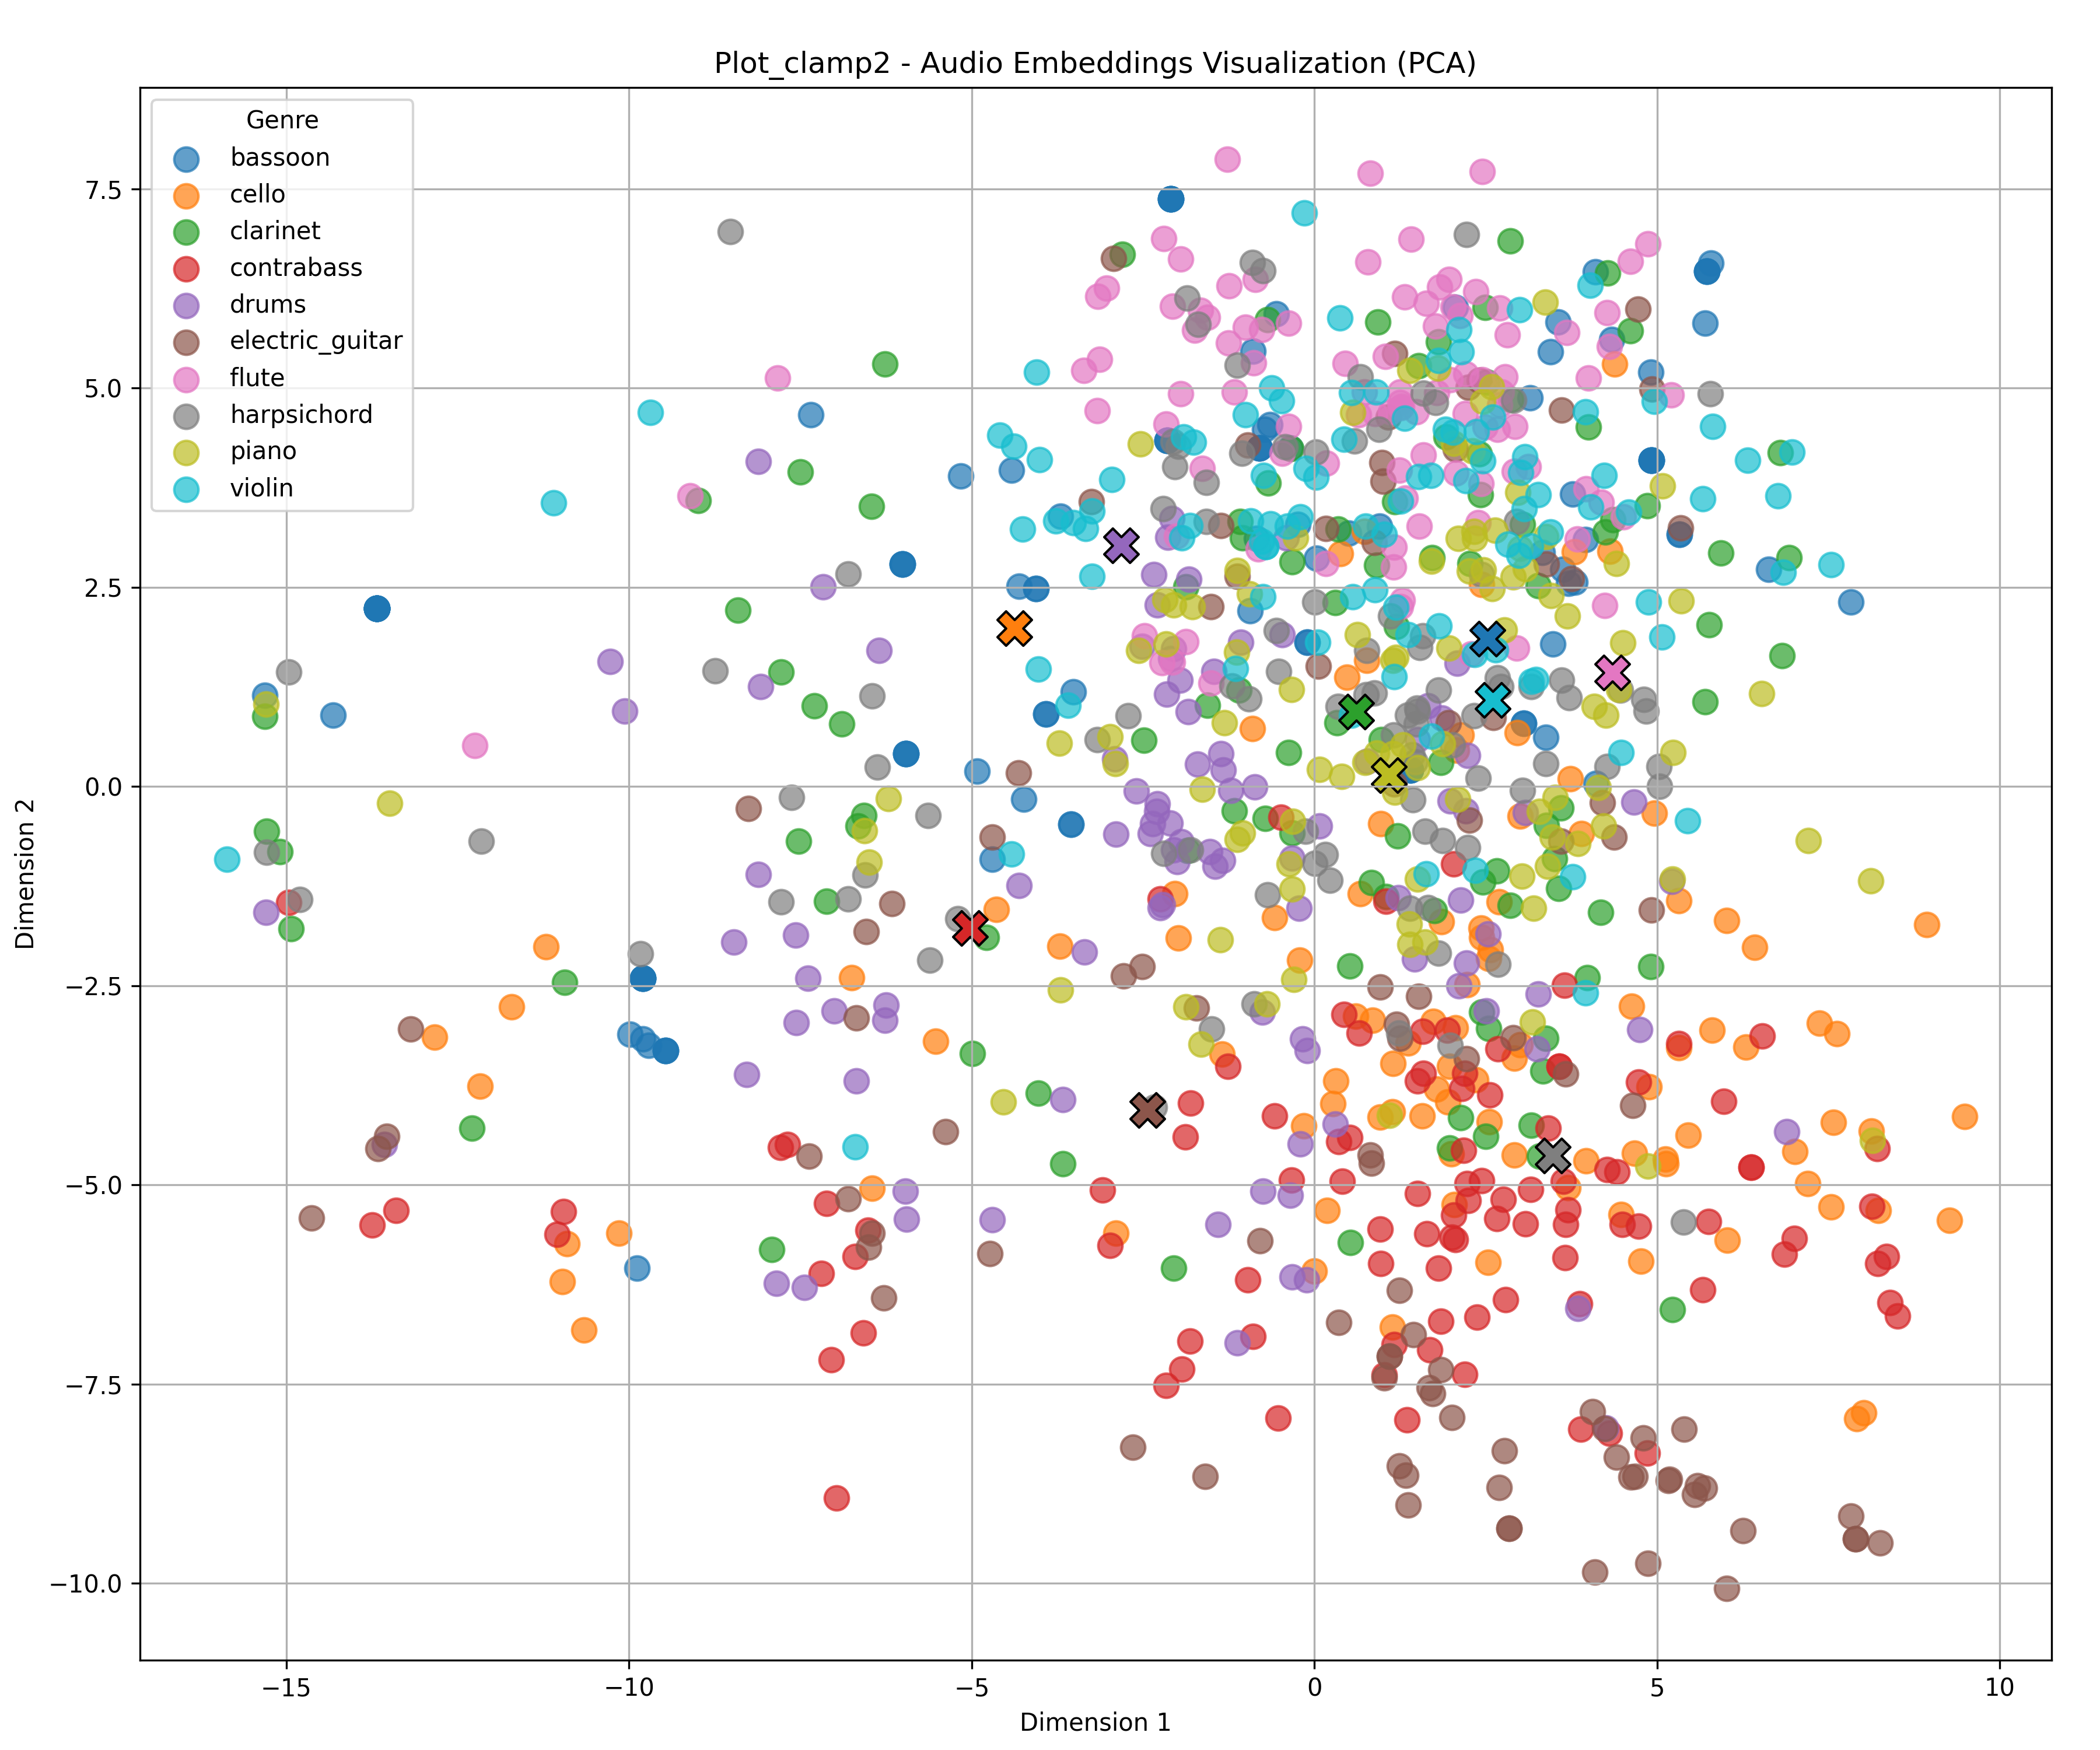 Plot_clamp2 - Audio Embeddings Visualization (PCA)
Genre
bassoon
cello
clarinet
contrabass
drums
electric_guitar
flute
harpsichord
piano
violin
7.5
5.0
2.5
0.0
−2.5
−5.0
−7.5
−10.0
Dimension 2
−15 −10 −5 0 5 10
Dimension 1